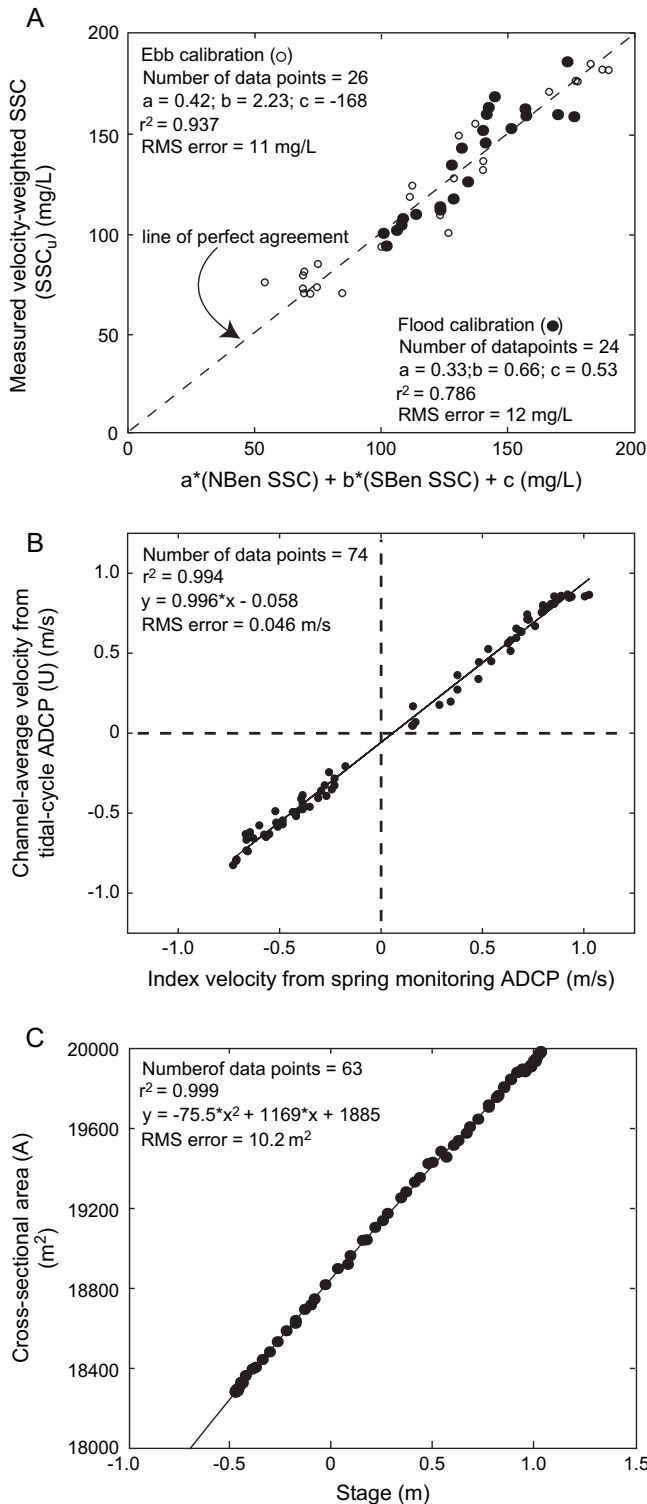 A
Measured velocity-weighted SSC
(SSCu) (mg/L)
200
150
100
50
0
Ebb calibration (○)
Number of data points = 26
a = 0.42; b = 2.23; c = -168
r² = 0.937
RMS error = 11 mg/L
line of perfect agreement
Flood calibration (●)
Number of datapoints = 24
a = 0.33;b = 0.66; c = 0.53
r² = 0.786
RMS error = 12 mg/L
0 50 100 150 200
a*(NBen SSC) + b*(SBen SSC) + c (mg/L)
B
Channel-average velocity from
tidal-cycle ADCP (U) (m/s)
1.0
0.5
0
-0.5
-1.0
Number of data points = 74
r² = 0.994
y = 0.996*x - 0.058
RMS error = 0.046 m/s
-1.0 -0.5 0 0.5 1.0
Index velocity from spring monitoring ADCP (m/s)
C
Cross-sectional area (A)
(m²)
20000
19600
19200
18800
18400
18000
Numberof data points = 63
r² = 0.999
y = -75.5*x² + 1169*x + 1885
RMS error = 10.2 m²
-1.0 -0.5 0 0.5 1.0 1.5
Stage (m)